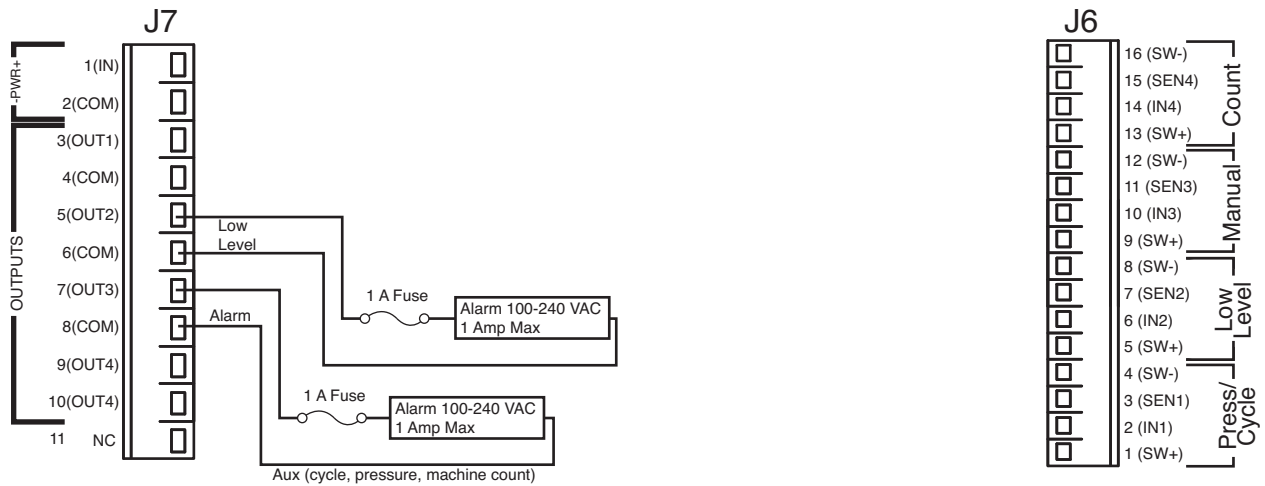 J7
-PWR+
1(IN)
2(COM)
OUTPUTS
3(OUT1)
4(COM)
5(OUT2)
6(COM)
7(OUT3)
8(COM)
9(OUT4)
10(OUT4)
11 NC
Low
Level
1 A Fuse
Alarm 100-240 VAC
1 Amp Max
Alarm
1 A Fuse
Alarm 100-240 VAC
1 Amp Max
Aux (cycle, pressure, machine count)
J6
16 (SW-)
15 (SEN4)
14 (IN4)
13 (SW+)
Count
12 (SW-)
11 (SEN3)
10 (IN3)
9 (SW+)
Manual
8 (SW-)
7 (SEN2)
6 (IN2)
5 (SW+)
Low
Level
4 (SW-)
3 (SEN1)
2 (IN1)
1 (SW+)
Press/
Cycle